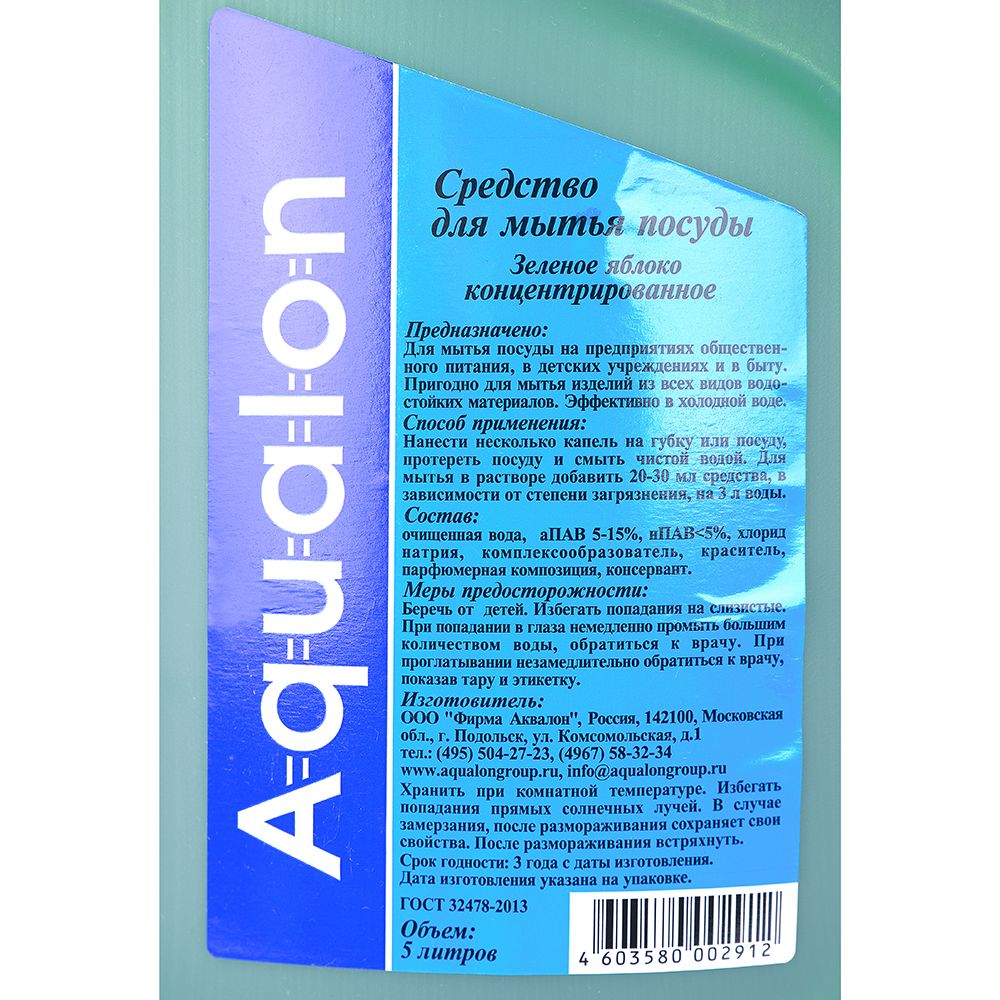 Aqualon
Средство
для мытья посуды
Зеленое яблоко
концентрированное
Предназначено:
Для мытья посуды на предприятиях обществен-
ного питания, в детских учреждениях и в быту.
Пригодно для мытья изделий из всех видов водо-
стойких материалов. Эффективно в холодной воде.
Способ применения:
Нанести несколько капель на губку или посуду,
протереть посуду и смыть чистой водой. Для
мытья в растворе добавить 20-30 мл средства, в
зависимости от степени загрязнения, на 3 л воды.
Состав:
очищенная вода, аПАВ 5-15%, нПАВ<5%, хлорид
натрия, комплексообразователь, краситель,
парфюмерная композиция, консервант.
Меры предосторожности:
Беречь от детей. Избегать попадания на слизистые.
При попадании в глаза немедленно промыть большим
количеством воды, обратиться к врачу. При
проглатывании незамедлительно обратиться к врачу,
показав тару и этикетку.
Изготовитель:
ООО "Фирма Аквалон", Россия, 142100, Московская
обл., г. Подольск, ул. Комсомольская, д.1
тел.: (495) 504-27-23, (4967) 58-32-34
www.aqualongroup.ru, info@aqualongroup.ru
Хранить при комнатной температуре. Избегать
попадания прямых солнечных лучей. В случае
замерзания, после размораживания сохраняет свои
свойства. После размораживания встряхнуть.
Срок годности: 3 года с даты изготовления.
Дата изготовления указана на упаковке.
ГОСТ 32478-2013
Объем:
5 литров
4 603580 002912